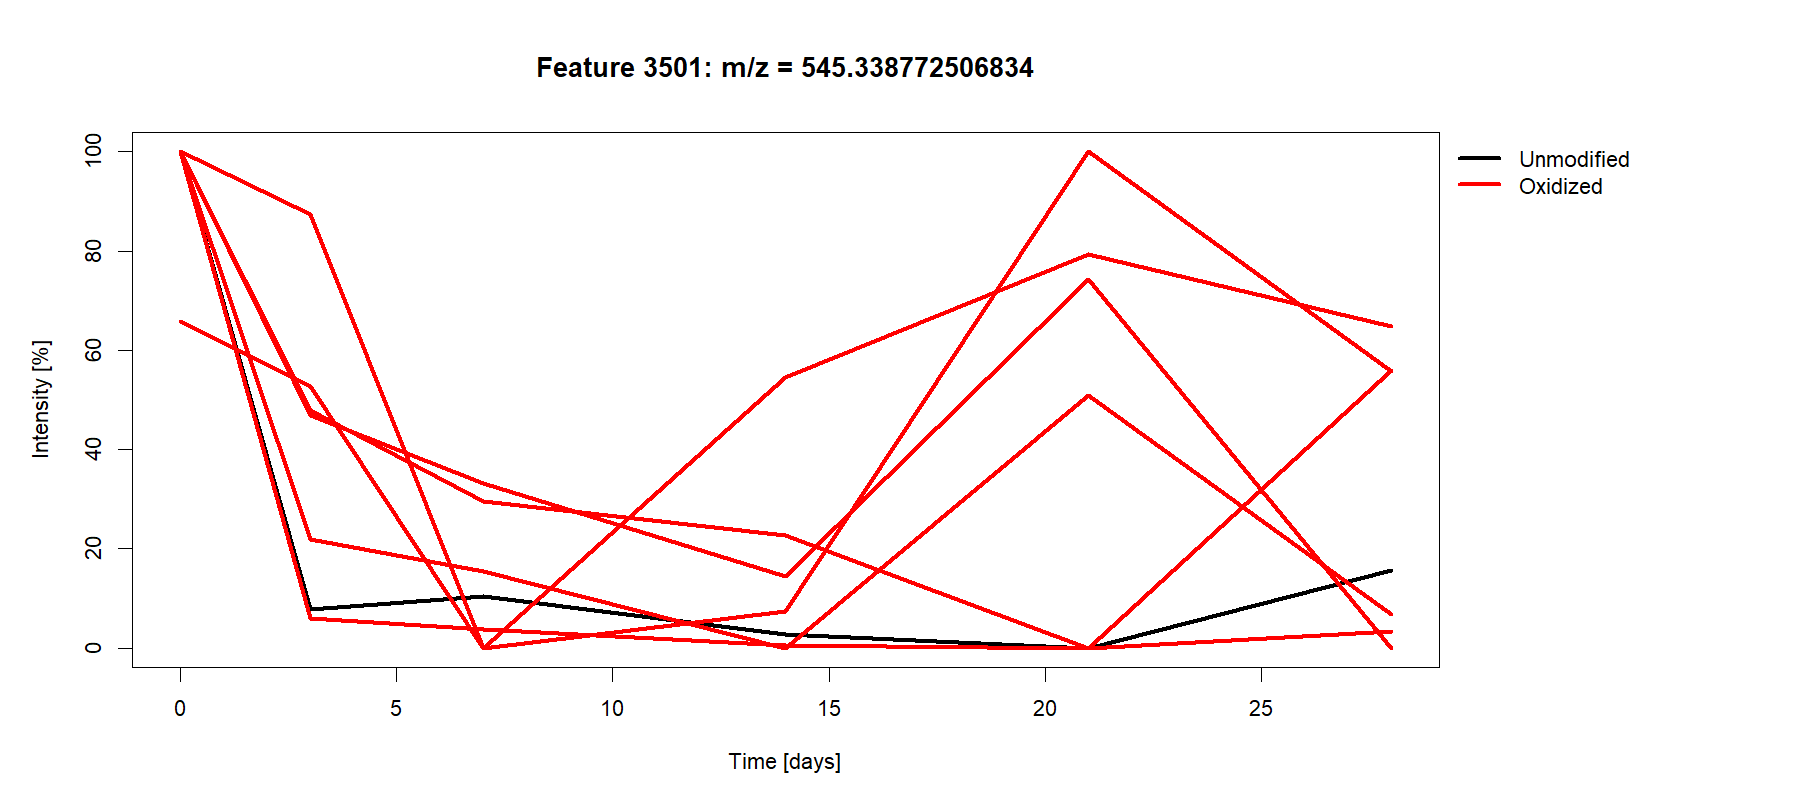 Feature 3501: m/z = 545.338772506834
Unmodified
Oxidized
Intensity [%]
100
80
60
40
20
0
0 5 10 15 20 25
Time [days]